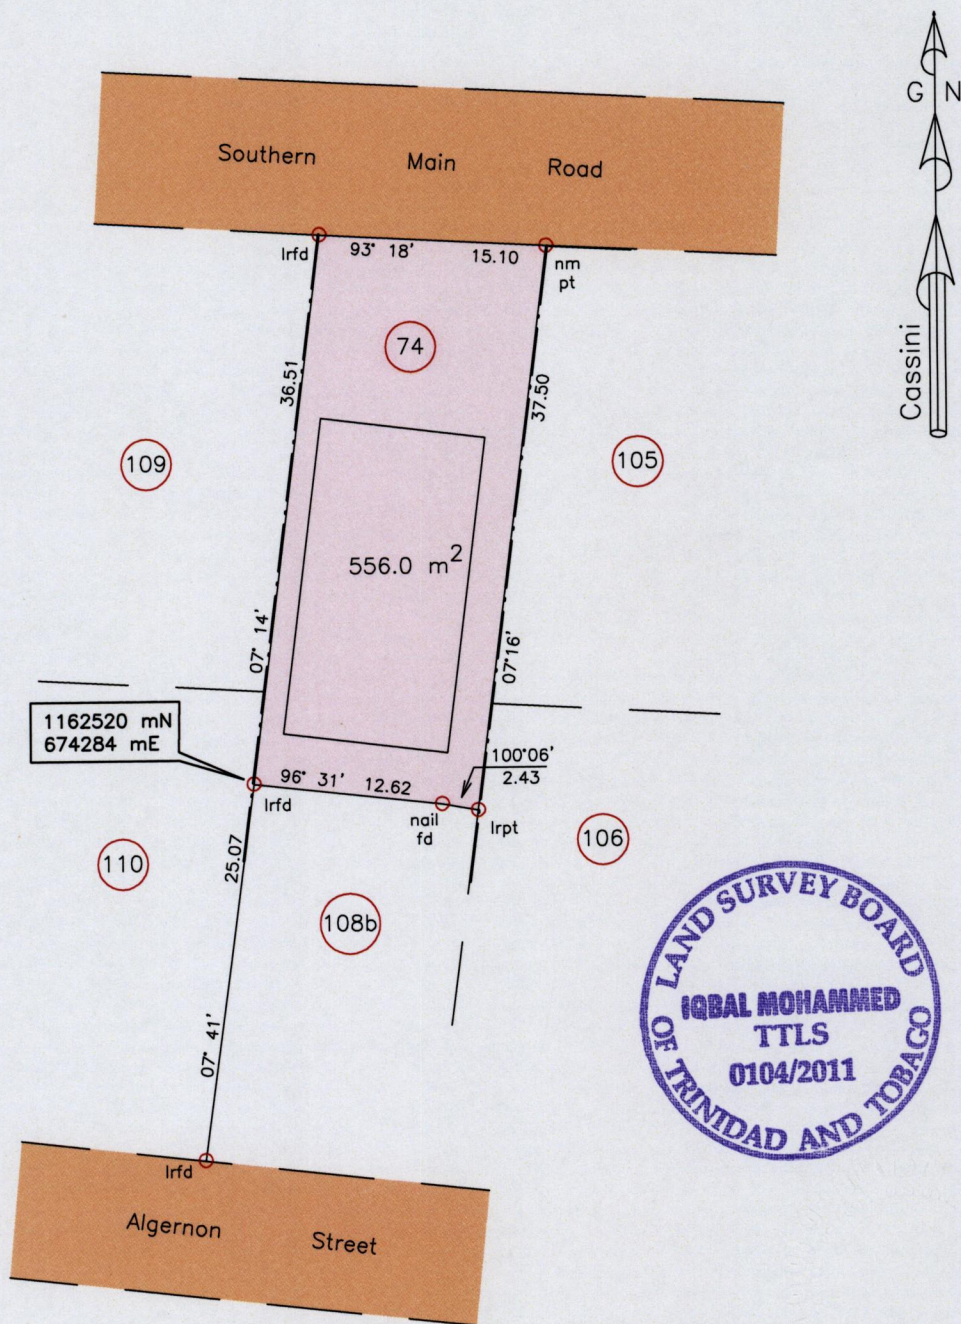 G N
Southern Main Road
Irfd
93° 18'
15.10
nm
pt
74
36.51
37.50
Cassini
109
105
556.0 m2
07° 14'
07°16'
1162520 mN
674284 mE
100°06'
2.43
96° 31'
12.62
Irfd
nail
fd
Irpt
110
25.07
106
108b
LAND SURVEY BOARD
OF TRINIDAD AND TOBAGO
IQBAL MOHAMMED
TTLS
0104/2011
07° 41'
Irfd
Algernon Street